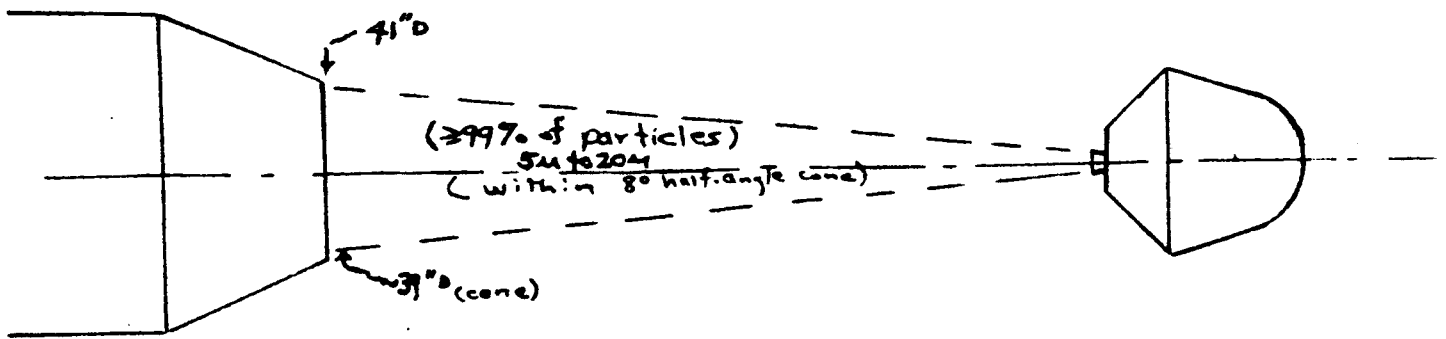 41"D
(≥99% of particles)
5µ to 20µ
( within 8° half-angle cone)
~39"D (cone)